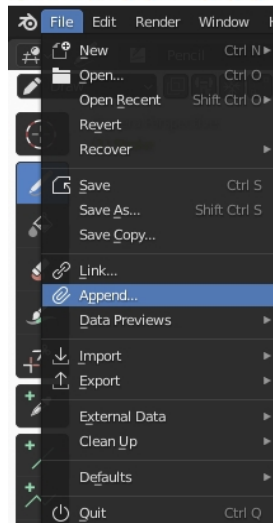 File Edit Render Window
New Ctrl N
Open... Ctrl O
Open Recent Shift Ctrl O
Revert
Recover
Save Ctrl S
Save As... Shift Ctrl S
Save Copy...
Link...
Append...
Data Previews
Import
Export
External Data
Clean Up
Defaults
Quit Ctrl Q